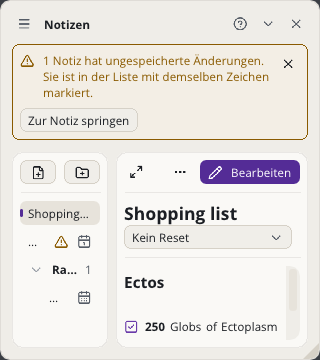 Notizen
1 Notiz hat ungespeicherte Änderungen.
Sie ist in der Liste mit demselben Zeichen
markiert.
Zur Notiz springen
Bearbeiten
Shopping...
...
Ra... 1
...
Shopping list
Kein Reset
Ectos
250 Globs of Ectoplasm